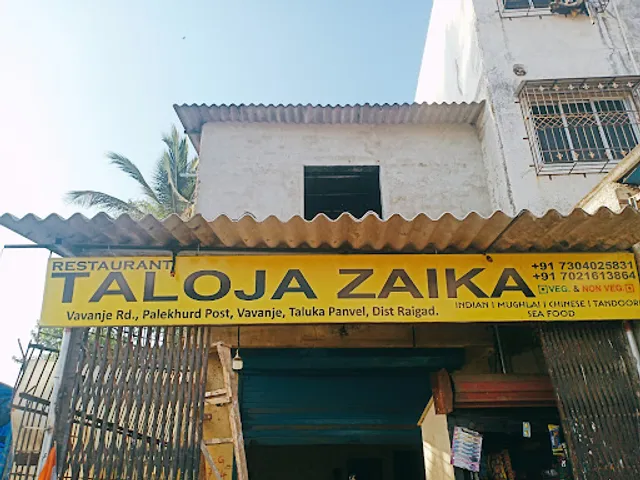 RESTAURANT
TALOJA ZAIKA
Vavanje Rd., Palekhurd Post, Vavanje, Taluka Panvel, Dist Raigad.
+91 7304025831
+91 7021613864
VEG. & NON VEG.
INDIAN | MUGHLAI | CHINESE | TANDOORI
SEA FOOD